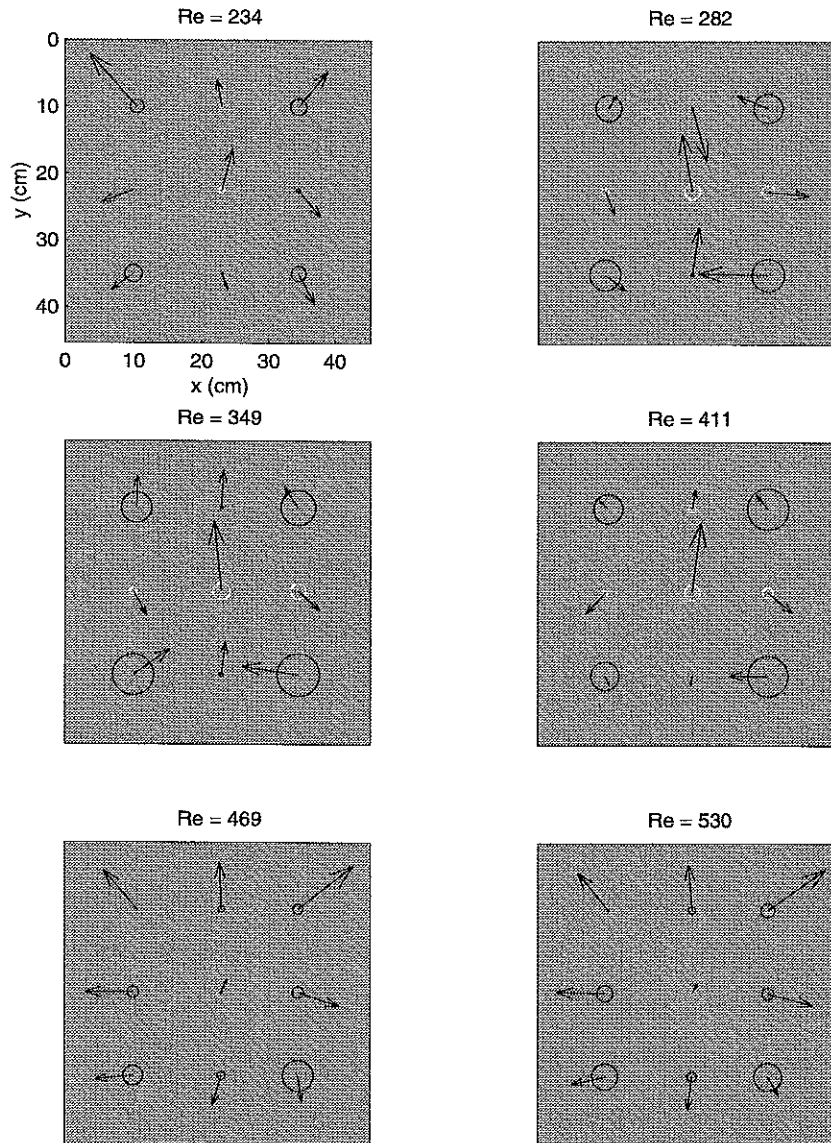 Re = 234
Re = 282
0
10
20
30
40
y (cm)
0 10 20 30 40
x (cm)
Re = 349
Re = 411
Re = 469
Re = 530